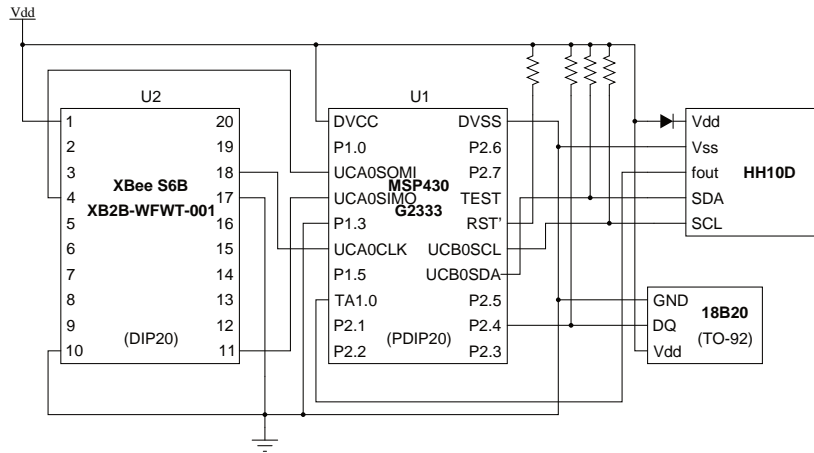 Vdd
U2
1 20
2 19
3 18
4 17
5 16
6 15
7 14
8 13
9 12
10 11
XBee S6B
XB2B-WFWT-001
(DIP20)
U1
DVCC DVSS
P1.0 P2.6
UCA0SOMI P2.7
UCA0SIMO TEST
P1.3 RST'
UCA0CLK UCB0SCL
P1.5 UCB0SDA
TA1.0 P2.5
P2.1 P2.4
P2.2 P2.3
MSP430
G2333
(PDIP20)
Vdd
Vss
fout
SDA
SCL
HH10D
GND
DQ
Vdd
18B20
(TO-92)